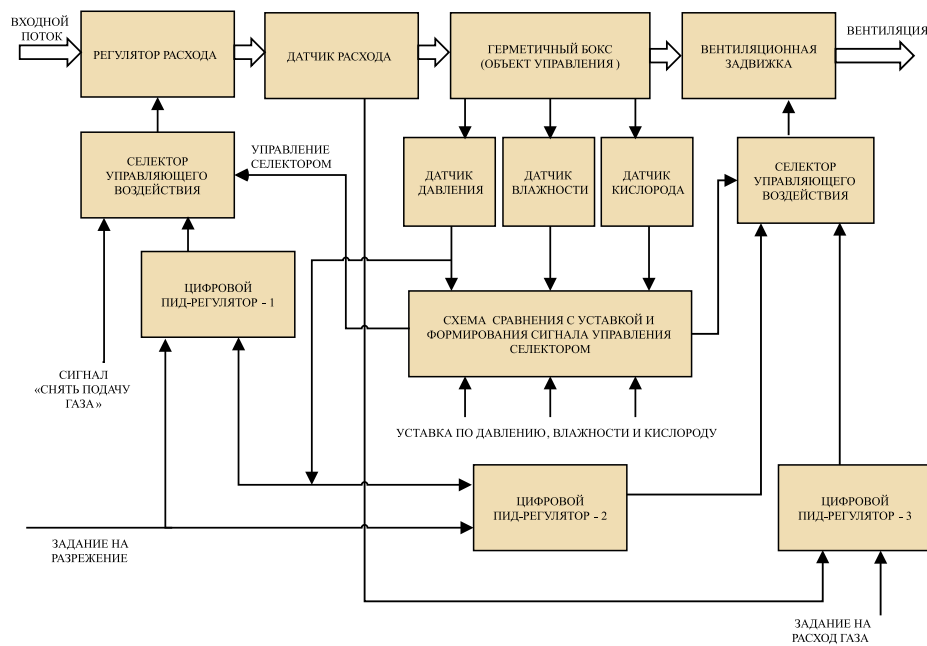 ВХОДНОЙ
ПОТОК
РЕГУЛЯТОР РАСХОДА
ДАТЧИК РАСХОДА
ГЕРМЕТИЧНЫЙ БОКС
(ОБЪЕКТ УПРАВЛЕНИЯ )
ВЕНТИЛЯЦИОННАЯ
ЗАДВИЖКА
ВЕНТИЛЯЦИЯ
СЕЛЕКТОР
УПРАВЛЯЮЩЕГО
ВОЗДЕЙСТВИЯ
УПРАВЛЕНИЕ
СЕЛЕКТОРОМ
ДАТЧИК
ДАВЛЕНИЯ
ДАТЧИК
ВЛАЖНОСТИ
ДАТЧИК
КИСЛОРОДА
СЕЛЕКТОР
УПРАВЛЯЮЩЕГО
ВОЗДЕЙСТВИЯ
ЦИФРОВОЙ
ПИД-РЕГУЛЯТОР - 1
СХЕМА СРАВНЕНИЯ С УСТАВКОЙ И
ФОРМИРОВАНИЯ СИГНАЛА УПРАВЛЕНИЯ
СЕЛЕКТОРОМ
СИГНАЛ
«СНЯТЬ ПОДАЧУ
ГАЗА»
УСТАВКА ПО ДАВЛЕНИЮ, ВЛАЖНОСТИ И КИСЛОРОДУ
ЦИФРОВОЙ
ПИД-РЕГУЛЯТОР - 2
ЦИФРОВОЙ
ПИД-РЕГУЛЯТОР - 3
ЗАДАНИЕ НА
РАЗРЕЖЕНИЕ
ЗАДАНИЕ НА
РАСХОД ГАЗА